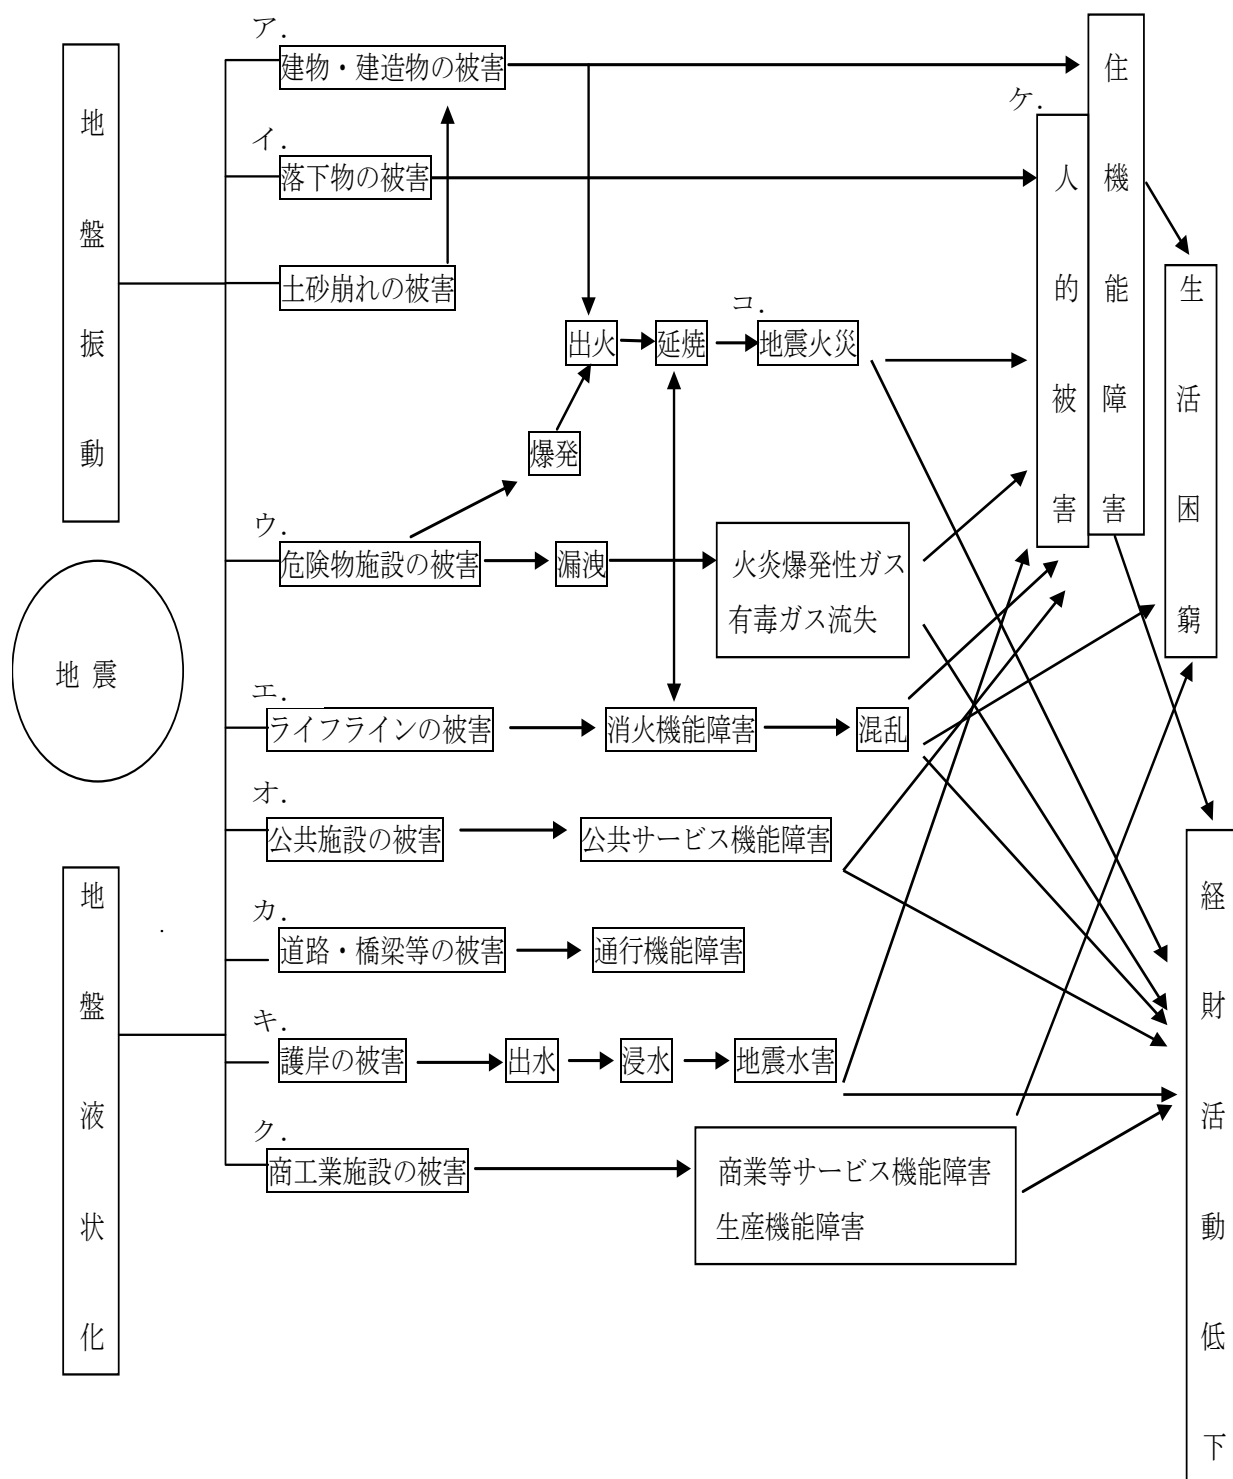 地震
地盤振動
地盤液状化
ア.
建物・建造物の被害
イ.
落下物の被害
土砂崩れの被害
出火
延焼
コ.
地震火災
爆発
ウ.
危険物施設の被害
漏洩
火炎爆発性ガス
有毒ガス流失
エ.
ライフラインの被害
消火機能障害
混乱
オ.
公共施設の被害
公共サービス機能障害
カ.
道路・橋梁等の被害
通行機能障害
キ.
護岸の被害
出水
浸水
地震水害
ク.
商工業施設の被害
商業等サービス機能障害
生産機能障害
ケ.
人的被害
住機能障害
生活困窮
経財活動低下